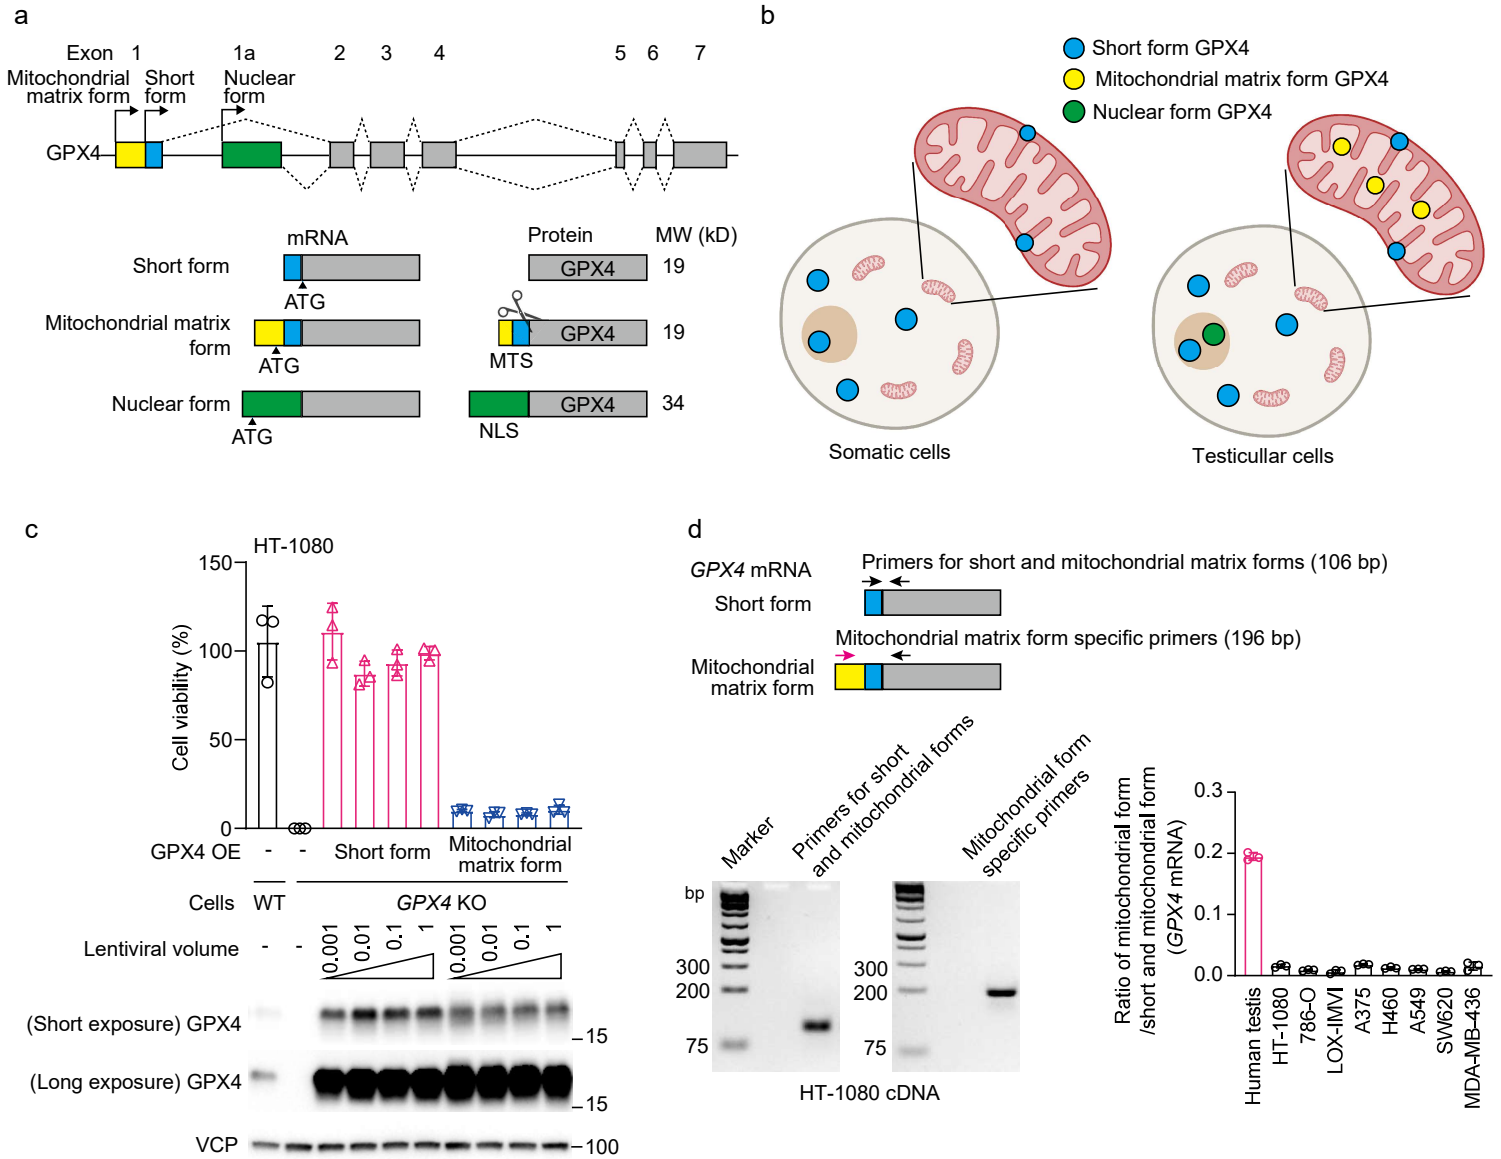 a
Exon 1 1a 2 3 4 5 6 7
Mitochondrial matrix form
Short form
Nuclear form
GPX4
mRNA
Protein
MW (kD)
Short form
ATG
GPX4
19
Mitochondrial matrix form
ATG
MTS
GPX4
19
Nuclear form
ATG
NLS
GPX4
34
b
Short form GPX4
Mitochondrial matrix form GPX4
Nuclear form GPX4
Somatic cells
Testicullar cells
c
HT-1080
Cell viability (%)
150
100
50
0
GPX4 OE - - Short form Mitochondrial matrix form
Cells WT GPX4 KO
Lentiviral volume - - 0.001 0.01 0.1 1 0.001 0.01 0.1 1
(Short exposure) GPX4
15
(Long exposure) GPX4
15
VCP
100
d
GPX4 mRNA
Primers for short and mitochondrial matrix forms (106 bp)
Short form
Mitochondrial matrix form specific primers (196 bp)
Mitochondrial
matrix form
Marker
Primers for short
and mitochondrial forms
Mitochondrial form
specific primers
bp
300
200
75
300
200
75
HT-1080 cDNA
Ratio of mitochondrial form
/short and mitochondrial form
(GPX4 mRNA)
0.3
0.2
0.1
0.0
Human testis
HT-1080
786-O
LOX-IMVI
A375
H460
A549
SW620
MDA-MB-436